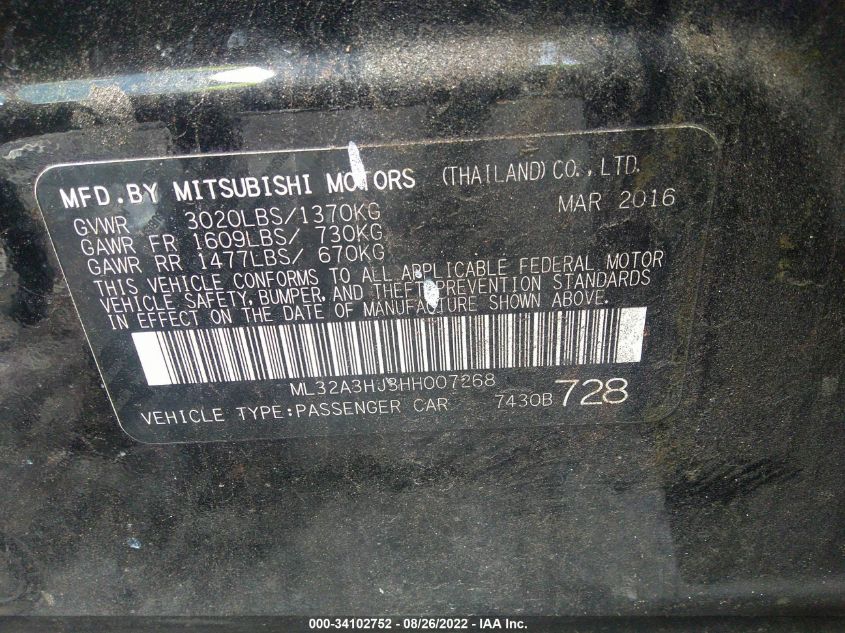 MFD.BY MITSUBISHI MOTORS (THAILAND) CO.,LTD.
GVWR 3020LBS/1370KG MAR 2016
GAWR FR 1609LBS/ 730KG
GAWR RR 1477LBS/ 670KG
THIS VEHICLE CONFORMS TO ALL APPLICABLE FEDERAL MOTOR
VEHICLE SAFETY, BUMPER, AND THEFT PREVENTION STANDARDS
IN EFFECT ON THE DATE OF MANUFACTURE SHOWN ABOVE.
ML32A3HJ3HH007268
VEHICLE TYPE:PASSENGER CAR 7430B 728
000-34102752 - 08/26/2022 - IAA Inc.